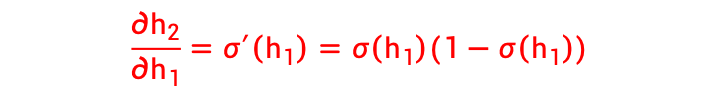 ∂h₂/∂h₁ = σ′(h₁) = σ(h₁)(1 − σ(h₁))